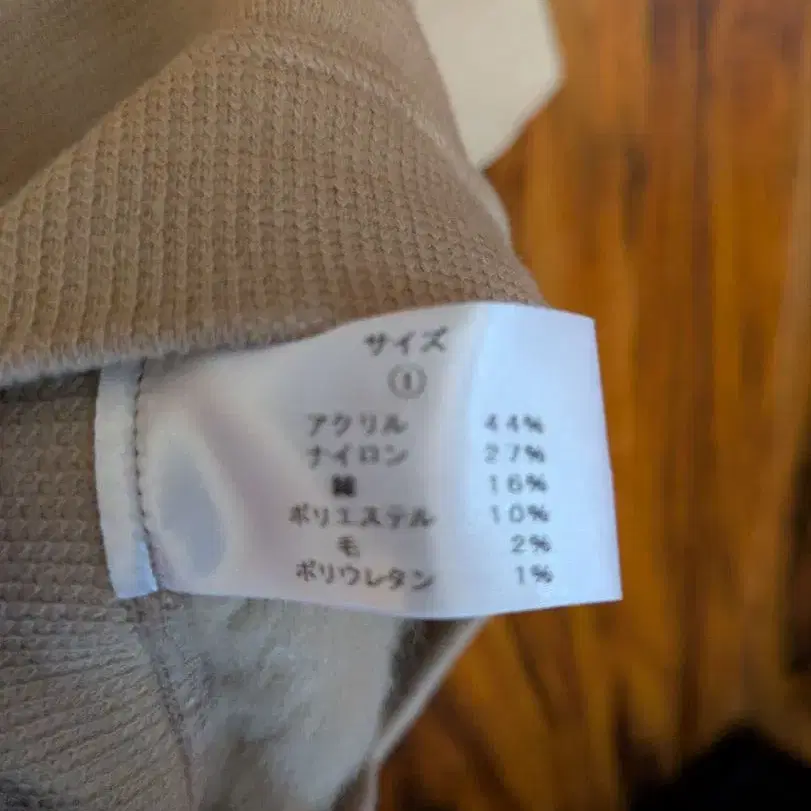 サイズ
①
アクリル 44%
ナイロン 27%
綿 16%
ポリエステル 10%
毛 2%
ポリウレタン 1%